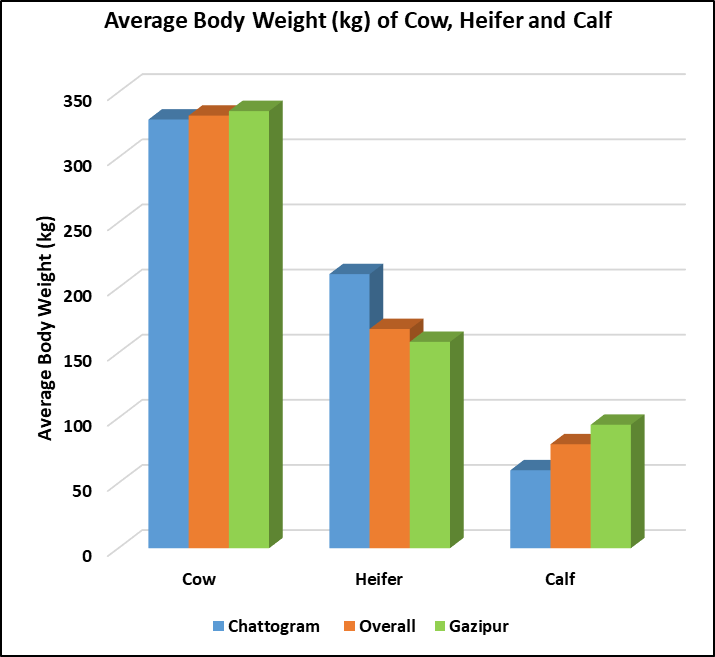 Average Body Weight (kg) of Cow, Heifer and Calf
Average Body Weight (kg)
350
300
250
200
150
100
50
0
Cow Heifer Calf
Chattogram Overall Gazipur